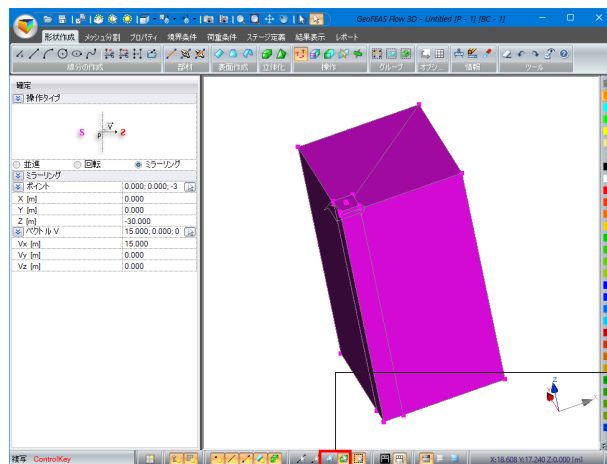 GeoFEAS Flow 3D - Untitled [P - 1] [BC - 1]
形状作成 メッシュ分割 プロパティ 境界条件 荷重条件 ステージ定義 結果表示 レポート
線分の作成 部材 表面作成 立体化 操作 グループ オブシ... 情報 ツール
確定
操作タイプ
S P V 2
並進 回転 ミラーリング
ミラーリング
ポイント 0.000; 0.000; -3
X [m] 0.000
Y [m] 0.000
Z [m] -30.000
ベクトル V 15.000; 0.000; 0
Vx [m] 15.000
Vy [m] 0.000
Vz [m] 0.000
Z
X
複写 ControlKey
X:18.608 Y:17.240 Z:0.000 [m]